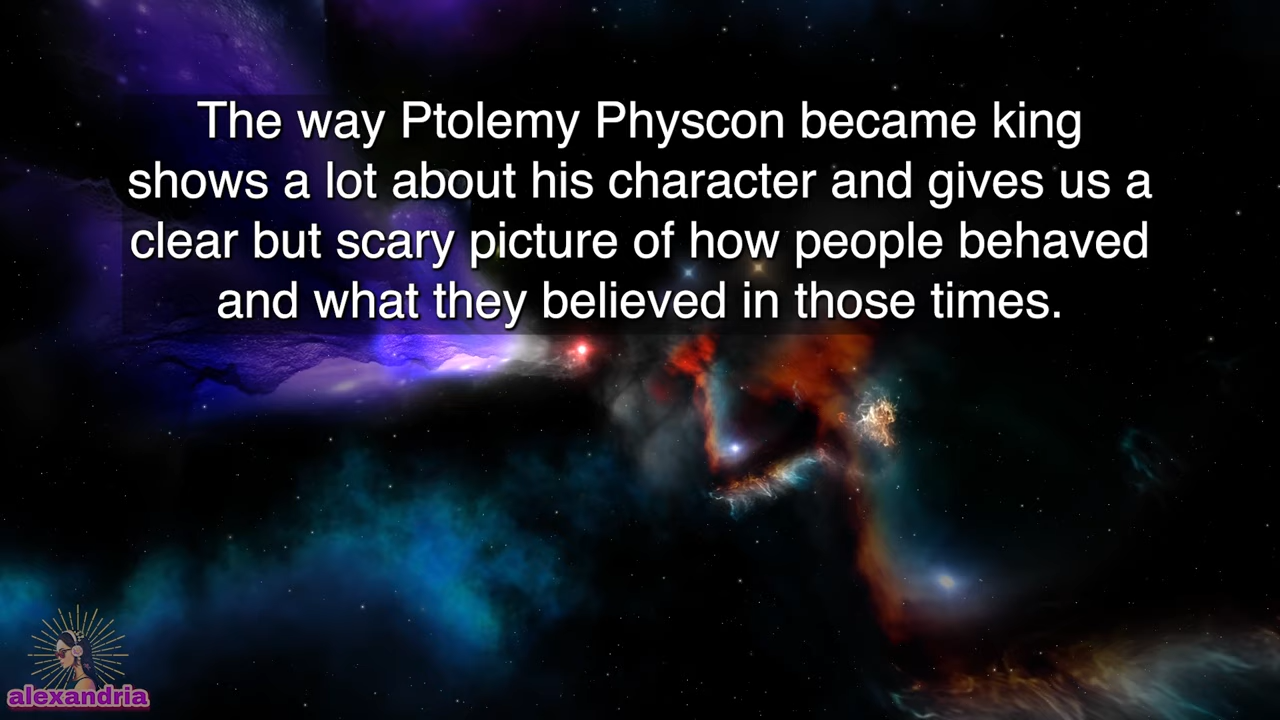 The way Ptolemy Physcon became king
shows a lot about his character and gives us a
clear but scary picture of how people behaved
and what they believed in those times.
alexandria